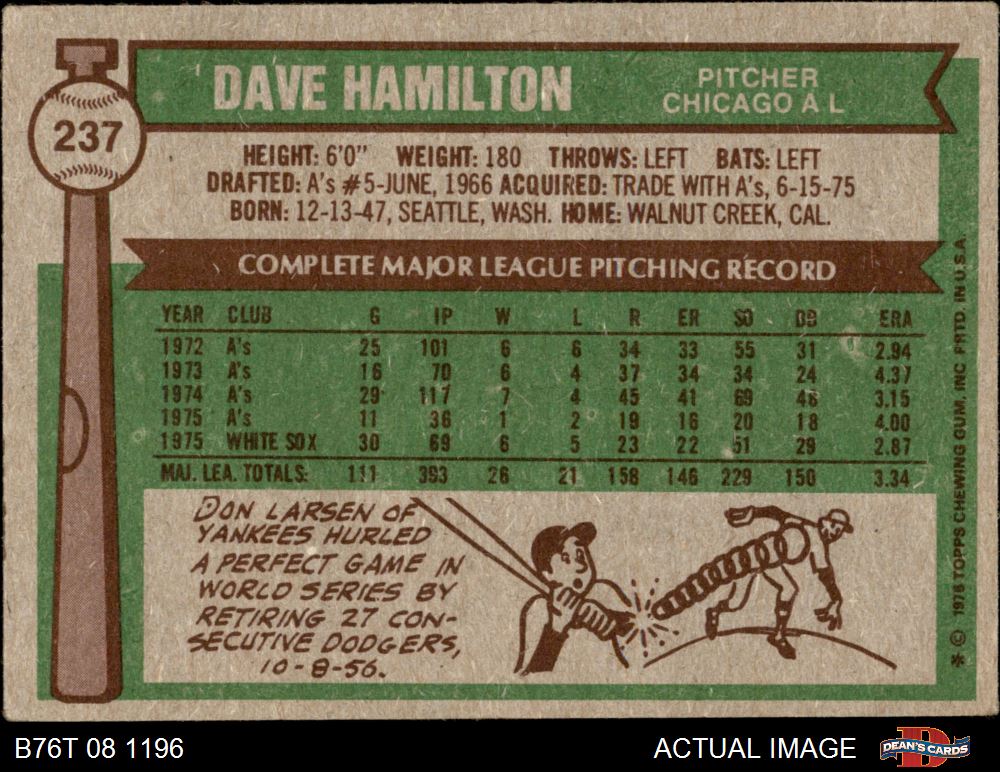 DAVE HAMILTON
PITCHER
CHICAGO A L
237
HEIGHT: 6'0" WEIGHT: 180 THROWS: LEFT BATS: LEFT
DRAFTED: A's #5-JUNE, 1966 ACQUIRED: TRADE WITH A's, 6-15-75
BORN: 12-13-47, SEATTLE, WASH. HOME: WALNUT CREEK, CAL.
COMPLETE MAJOR LEAGUE PITCHING RECORD
YEAR CLUB G IP W L R ER SO BB ERA
1972 A's 25 101 6 6 34 33 55 31 2.94
1973 A's 16 70 6 4 37 34 34 24 4.37
1974 A's 29 117 7 4 45 41 69 48 3.15
1975 A's 11 36 1 2 19 16 20 18 4.00
1975 WHITE SOX 30 69 6 5 23 22 51 29 2.87
MAJ. LEA. TOTALS: 111 393 26 21 158 146 229 150 3.34
DON LARSEN OF
YANKEES HURLED
A PERFECT GAME IN
WORLD SERIES BY
RETIRING 27 CON-
SECUTIVE DODGERS,
10-8-56.
* © 1976 TOPPS CHEWING GUM, INC PRTD. IN U.S.A.
B76T 08 1196
ACTUAL IMAGE
D
DEAN'S CARDS